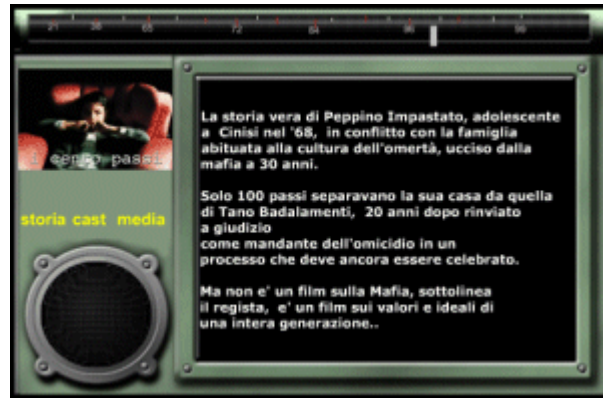 i cento passi
storia cast media
La storia vera di Peppino Impastato, adolescente
a Cinisi nel '68, in conflitto con la famiglia
abituata alla cultura dell'omertà, ucciso dalla
mafia a 30 anni.
Solo 100 passi separavano la sua casa da quella
di Tano Badalamenti, 20 anni dopo rinviato
a giudizio
come mandante dell'omicidio in un
processo che deve ancora essere celebrato.
Ma non e' un film sulla Mafia, sottolinea
il regista, e' un film sui valori e ideali di
una intera generazione..